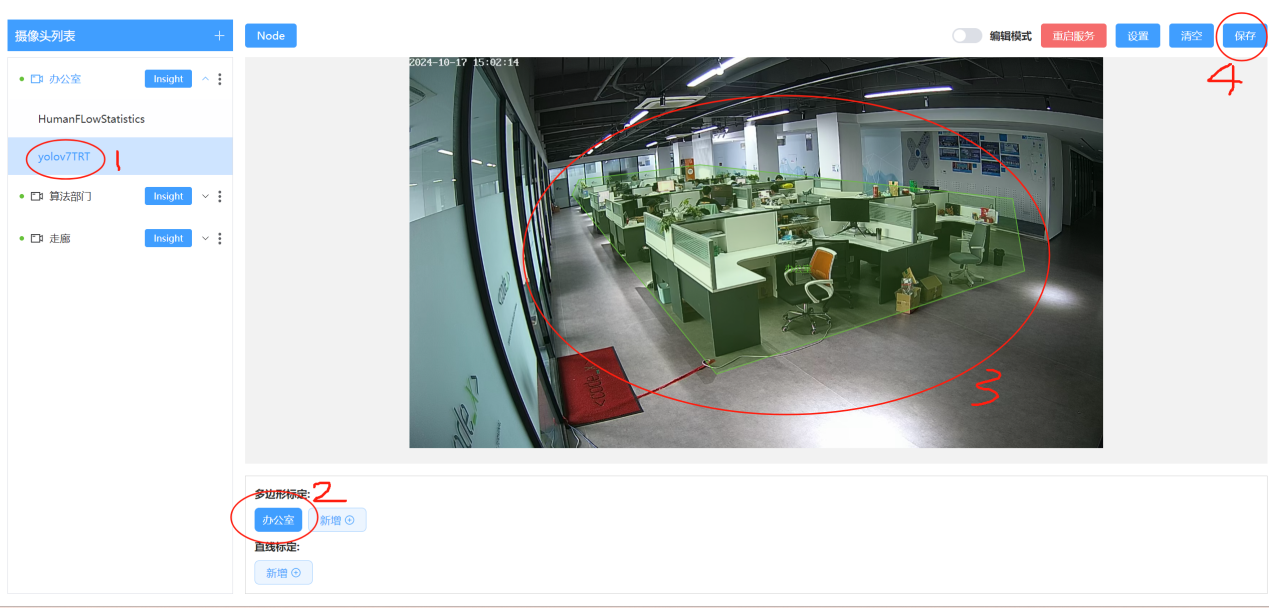 摄像头列表 +
Node
编辑模式
重启服务
设置
清空
保存
4
办公室 Insight
HumanFLowStatistics
yolov7TRT 1
算法部门 Insight
走廊 Insight
2024-10-17 15:02:14
3
多边形标定: 2
办公室
新增
直线标定:
新增